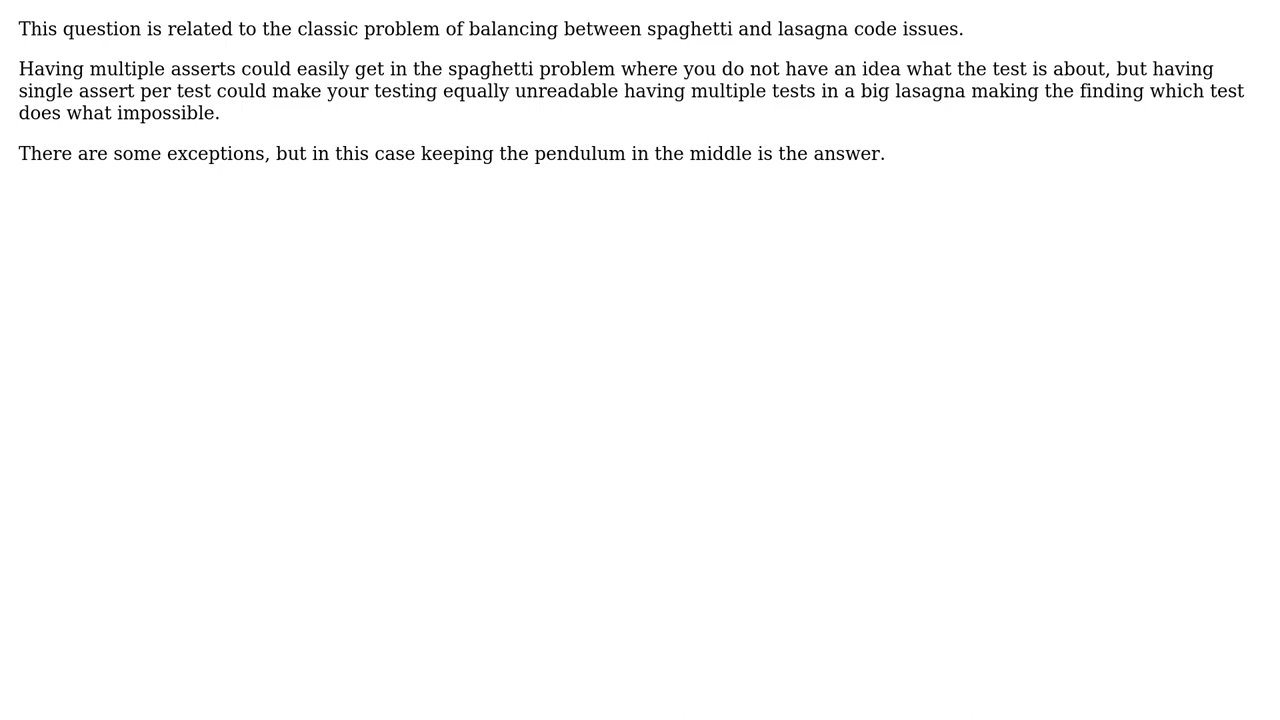 This question is related to the classic problem of balancing between spaghetti and lasagna code issues.
Having multiple asserts could easily get in the spaghetti problem where you do not have an idea what the test is about, but having
single assert per test could make your testing equally unreadable having multiple tests in a big lasagna making the finding which test
does what impossible.
There are some exceptions, but in this case keeping the pendulum in the middle is the answer.